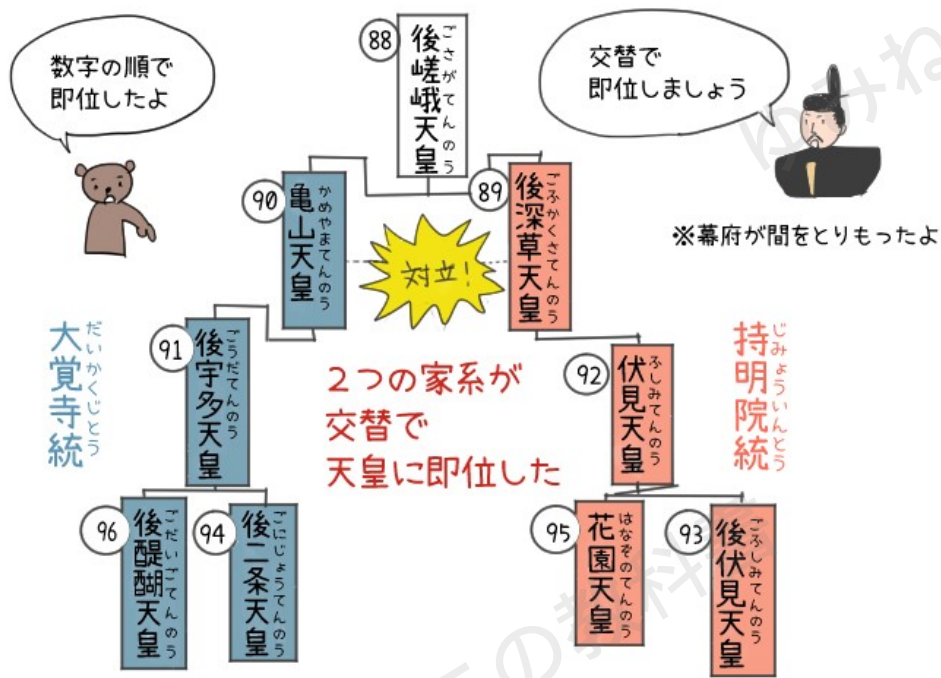 数字の順で
即位したよ
88
後嵯峨天皇
ごさがてんのう
交替で
即位しましょう
※幕府が間をとりもったよ
90
亀山天皇
かめやまてんのう
89
後深草天皇
ごふかくさてんのう
対立!
大覚寺統
だいかくじとう
91
後宇多天皇
ごうだてんのう
2つの家系が
交替で
天皇に即位した
92
伏見天皇
ふしみてんのう
持明院統
じみょういんとう
96
後醍醐天皇
ごだいごてんのう
94
後二条天皇
ごにじょうてんのう
95
花園天皇
はなぞのてんのう
93
後伏見天皇
ごふしみてんのう